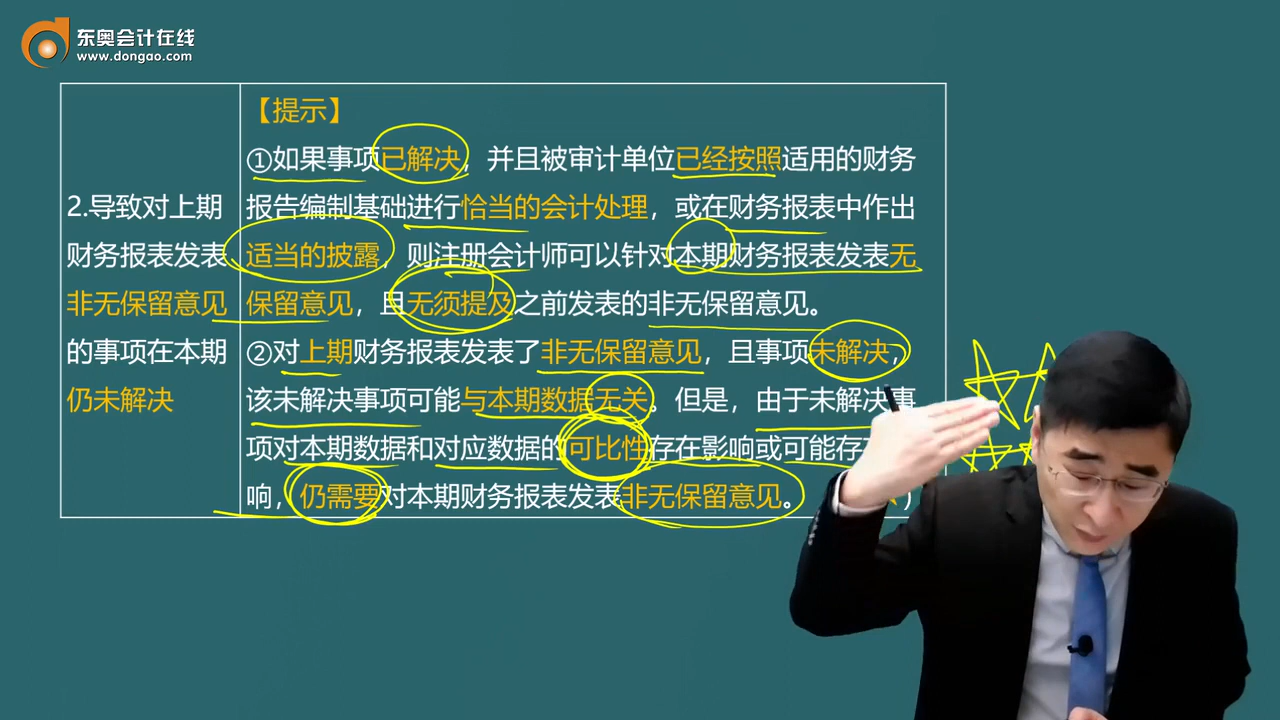 东奥会计在线
www.dongao.com
2.导致对上期
财务报表发表
非无保留意见
的事项在本期
仍未解决
【提示】
①如果事项已解决，并且被审计单位已经按照适用的财务
报告编制基础进行恰当的会计处理，或在财务报表中作出
适当的披露，则注册会计师可以针对本期财务报表发表无
保留意见，且无须提及之前发表的非无保留意见。
②对上期财务报表发表了非无保留意见，且事项未解决，
该未解决事项可能与本期数据无关。但是，由于未解决事
项对本期数据和对应数据的可比性存在影响或可能存
响，仍需要对本期财务报表发表非无保留意见。